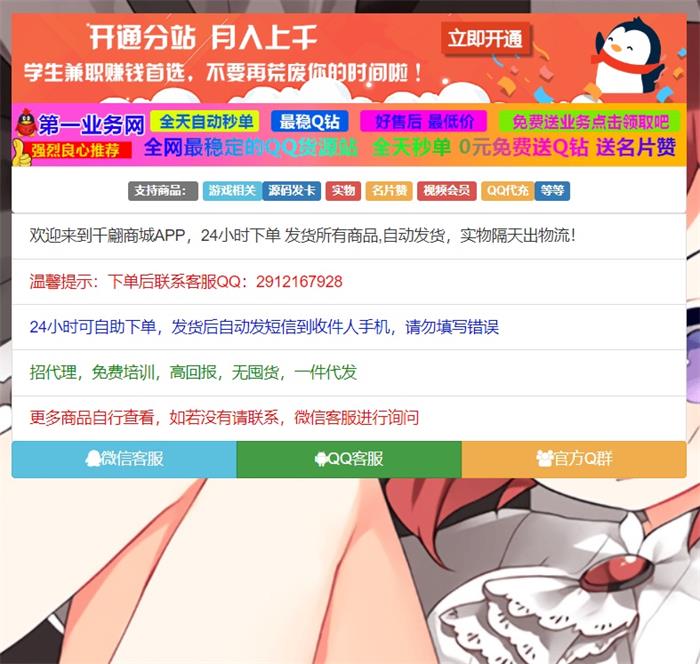 开通分站 月入上千
立即开通
学生兼职赚钱首选，不要再荒废你的时间啦！
第一业务网 全天自动秒单 最稳Q钻 好售后 最低价 免费送业务点击领取吧
强烈良心推荐 全网最稳定的QQ货源站 全天秒单 0元免费送Q钻 送名片赞
支持商品： 游戏相关 源码发卡 实物 名片赞 视频会员 QQ代充 等等
欢迎来到千翩商城APP，24小时下单 发货所有商品,自动发货，实物隔天出物流！
温馨提示：下单后联系客服QQ：2912167928
24小时可自助下单，发货后自动发短信到收件人手机，请勿填写错误
招代理，免费培训，高回报，无囤货，一件代发
更多商品自行查看，如若没有请联系，微信客服进行询问
微信客服 QQ客服 官方Q群